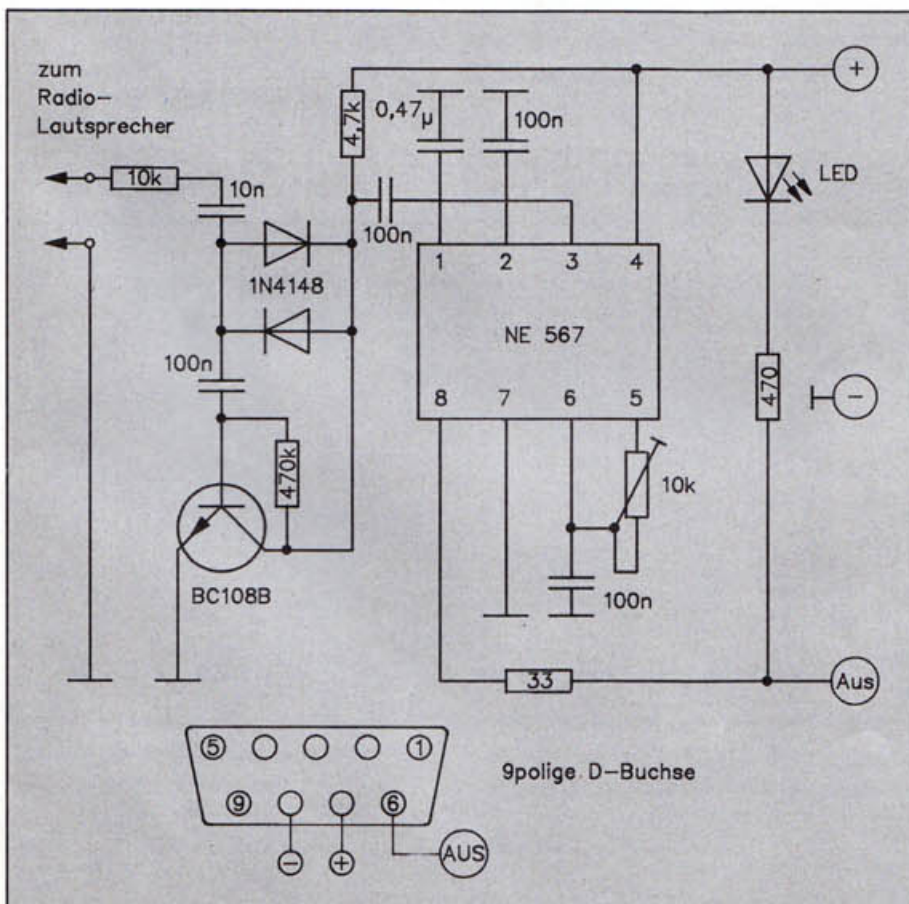 zum
Radio-
Lautsprecher
10k
10n
4,7k
0,47µ
100n
+
LED
100n
1N4148
1 2 3 4
NE 567
100n
8 7 6 5
470
-
470k
10k
BC108B
100n
33
Aus
5 1
9polige D-Buchse
9 6
- + AUS